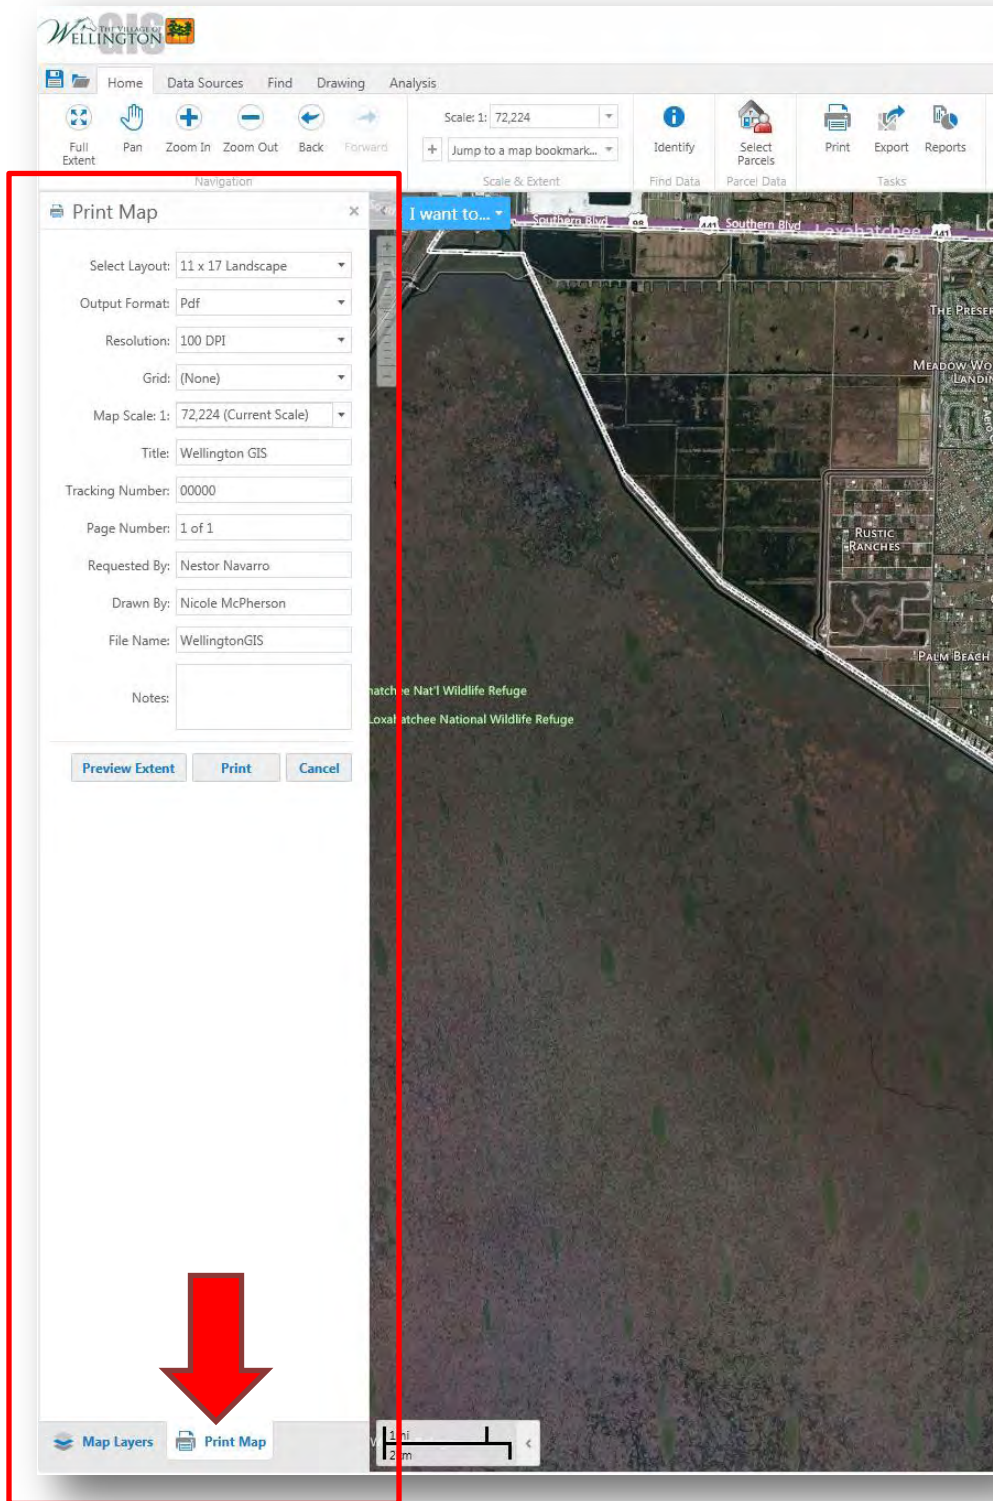 THE VILLAGE OF
WELLINGTON
GIS
Home Data Sources Find Drawing Analysis
Full Extent Pan Zoom In Zoom Out Back Forward
Navigation
Scale: 1: 72,224
Jump to a map bookmark...
Scale & Extent
Identify
Find Data
Select Parcels
Parcel Data
Print Export Reports
Tasks
Print Map
Select Layout: 11 x 17 Landscape
Output Format: Pdf
Resolution: 100 DPI
Grid: (None)
Map Scale: 1: 72,224 (Current Scale)
Title: Wellington GIS
Tracking Number: 00000
Page Number: 1 of 1
Requested By: Nestor Navarro
Drawn By: Nicole McPherson
File Name: WellingtonGIS
Notes:
Preview Extent Print Cancel
I want to...
Southern Blvd 98 441 Southern Blvd Loxahatchee 441 Lo
THE PRESER
MEADOW WO
LANDIN
Aero C
RUSTIC
RANCHES
PALM BEACH
hatchee Nat'l Wildlife Refuge
Loxahatchee National Wildlife Refuge
Map Layers Print Map
1 mi
2 km